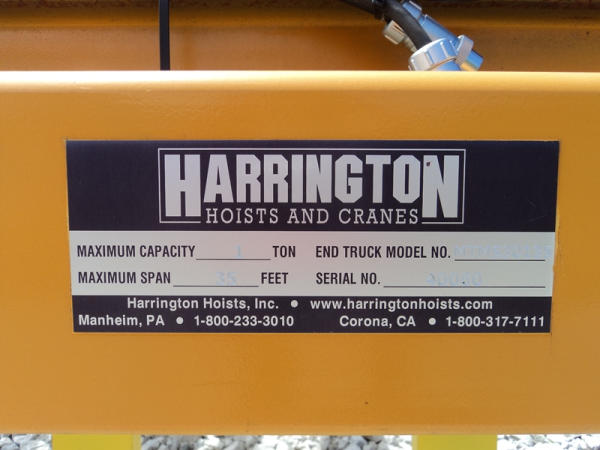 HARRINGTON
HOISTS AND CRANES
MAXIMUM CAPACITY 1 TON END TRUCK MODEL NO.
MAXIMUM SPAN 35 FEET SERIAL NO.
Harrington Hoists, Inc. • www.harringtonhoists.com
Manheim, PA • 1-800-233-3010 Corona, CA • 1-800-317-7111